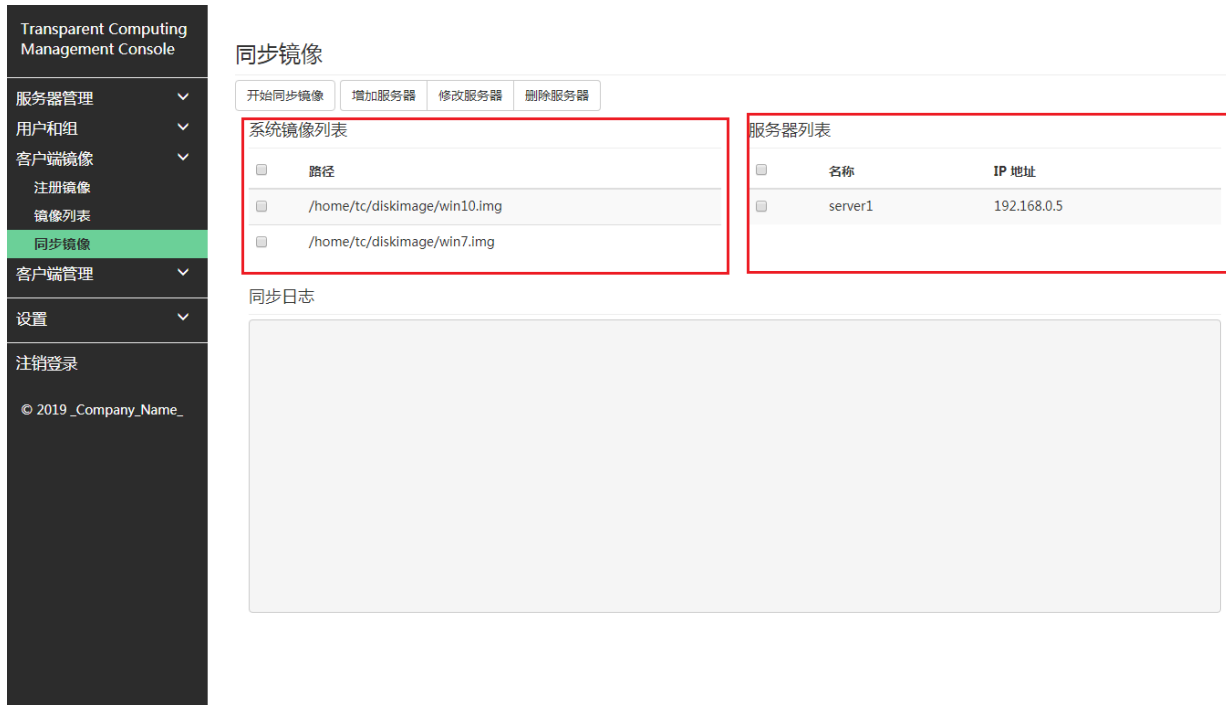 Transparent Computing
Management Console
服务器管理
用户和组
客户端镜像
注册镜像
镜像列表
同步镜像
客户端管理
设置
注销登录
© 2019 _Company_Name_
同步镜像
开始同步镜像 增加服务器 修改服务器 删除服务器
系统镜像列表
路径
/home/tc/diskimage/win10.img
/home/tc/diskimage/win7.img
服务器列表
名称 IP 地址
server1 192.168.0.5
同步日志